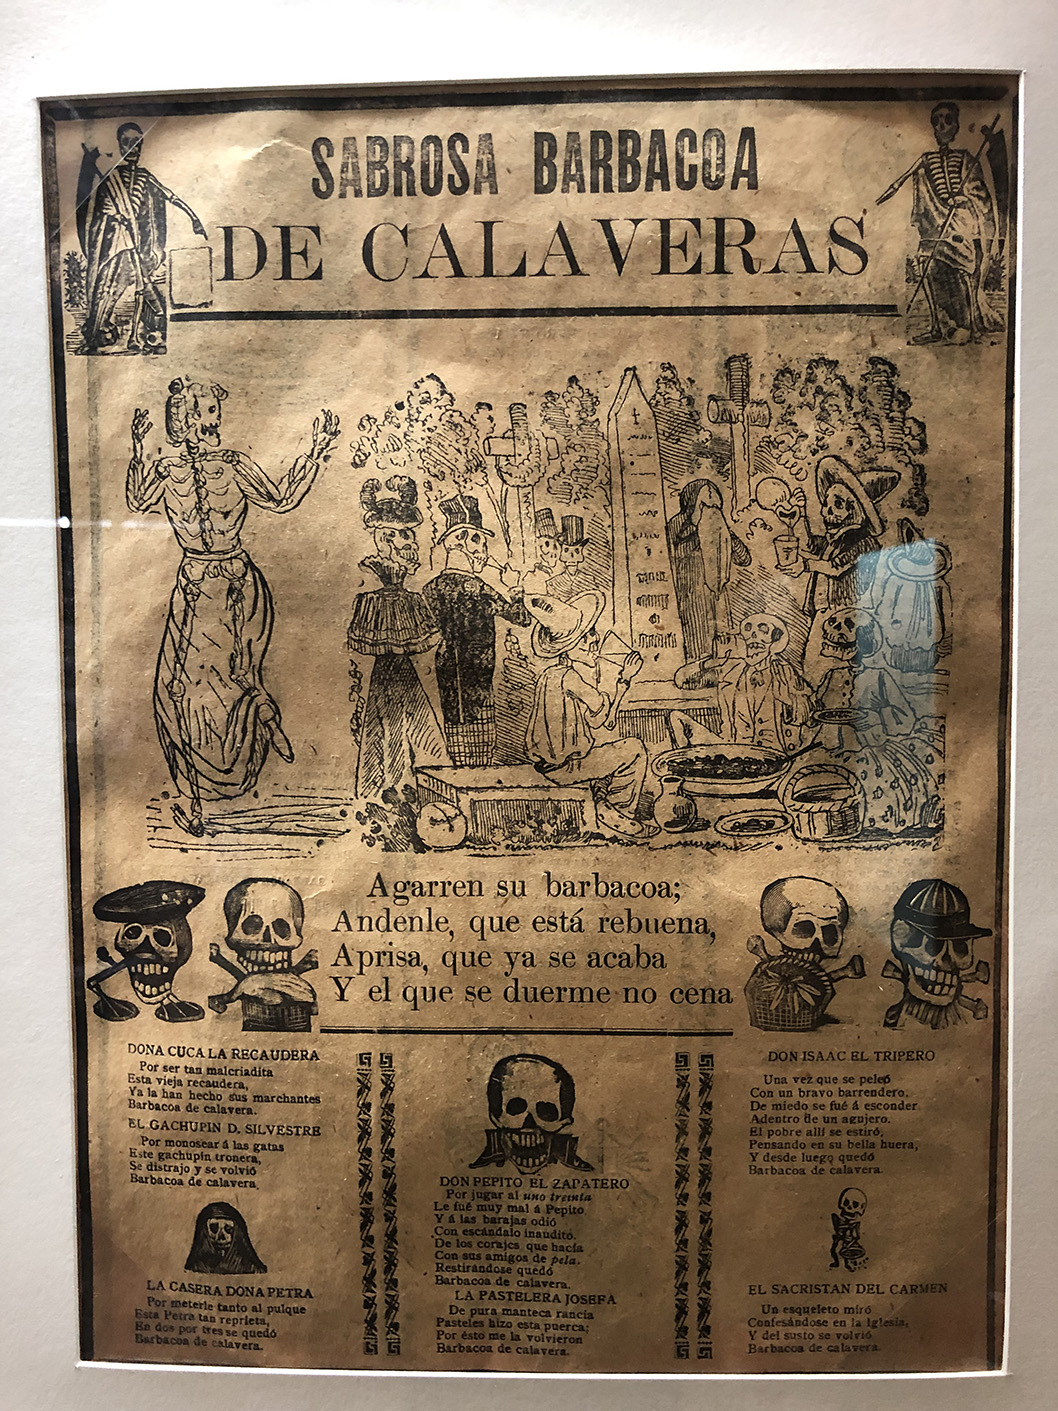 SABROSA BARBACOA
DE CALAVERAS
Agarren su barbacoa;
Andenle, que está rebuena,
Aprisa, que ya se acaba
Y el que se duerme no cena
DONA CUCA LA RECAUDERA
Por ser tan malcriadita
Esta vieja recaudera,
Ya la han hecho sus marchantes
Barbacoa de calavera.
EL GACHUPIN D. SILVESTRE
Por monosear á las gatas
Este gachupin tronera,
Se distrajo y se volvió
Barbacoa de calavera.
LA CASERA DONA PETRA
Por meterle tanto al pulque
Esta Petra tan reprieta,
En dos por tres se quedó
Barbacoa de calavera.
DON PEPITO EL ZAPATERO
Por jugar al uno treinta
Le fué muy mal á Pepito
Y á las barajas odió
Con escándalo inaudito.
De los corajes que hacía
Con sus amigos de pela.
Restirándose quedó
Barbacoa de calavera.
LA PASTELERA JOSEFA
De pura manteca rancia
Pasteles hizo esta puerca;
Por ésto me la volvieron
Barbacoa de calavera.
DON ISAAC EL TRIPERO
Una vez que se peleó
Con un bravo barrendero,
De miedo se fué á esconder
Adentro de un agujero.
El pobre allí se estiró,
Pensando en su bella huera,
Y desde luego quedó
Barbacoa de calavera.
EL SACRISTAN DEL CARMEN
Un esqueleto miró
Confesándose en la Iglesia,
Y del susto se volvió
Barbacoa de calavera.